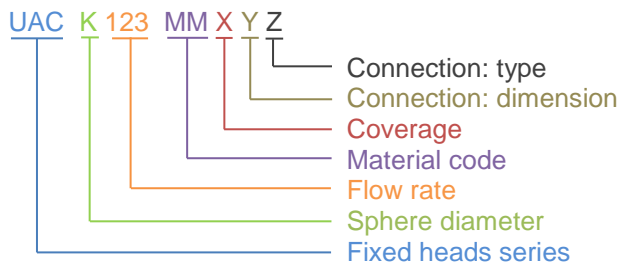 UAC K 123 MM X Y Z
Connection: type
Connection: dimension
Coverage
Material code
Flow rate
Sphere diameter
Fixed heads series